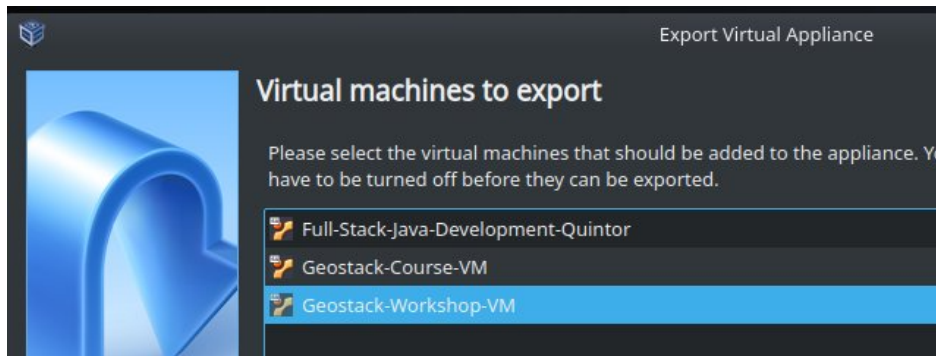 Export Virtual Appliance
Virtual machines to export
Please select the virtual machines that should be added to the appliance.
have to be turned off before they can be exported.
Full-Stack-Java-Development-Quintor
Geostack-Course-VM
Geostack-Workshop-VM